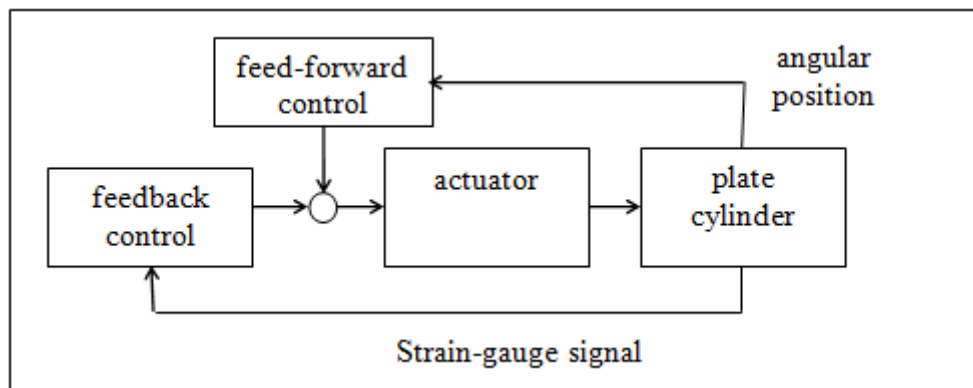 feed-forward
control
angular
position
feedback
control
actuator
plate
cylinder
Strain-gauge signal